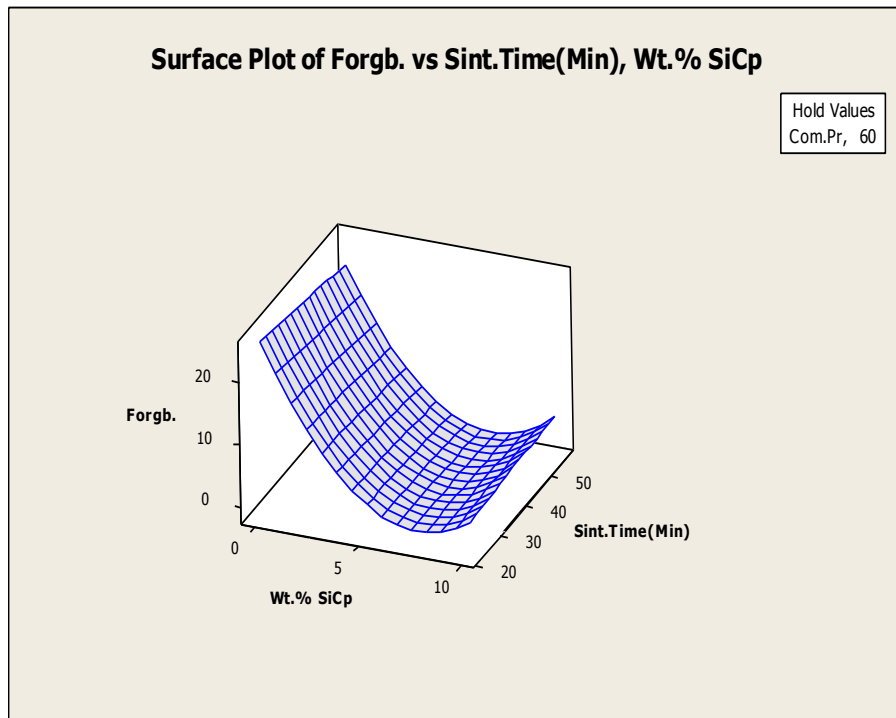 Surface Plot of Forgb. vs Sint.Time(Min), Wt.% SiCp
Hold Values
Com.Pr, 60
20
10
0
Forgb.
0
5
10
Wt.% SiCp
20
30
40
50
Sint.Time(Min)